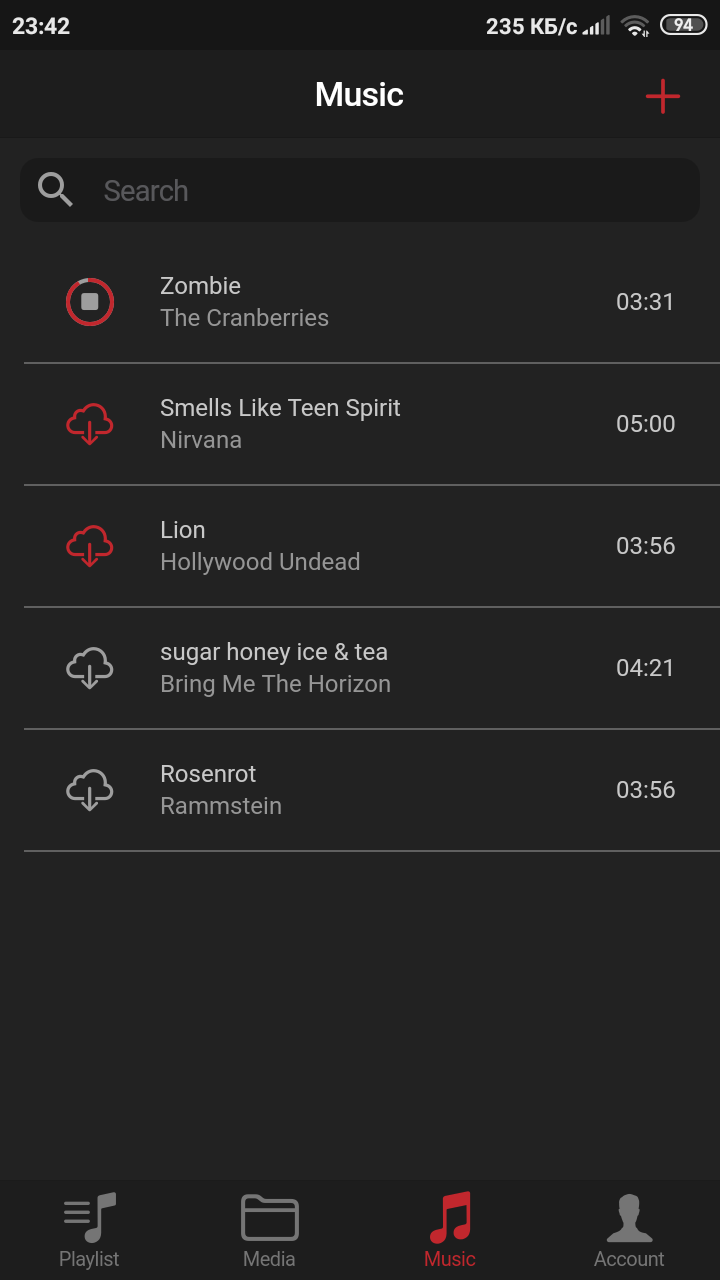 23:42
235 КБ/с
94
Music
Search
Zombie
The Cranberries
03:31
Smells Like Teen Spirit
Nirvana
05:00
Lion
Hollywood Undead
03:56
sugar honey ice & tea
Bring Me The Horizon
04:21
Rosenrot
Rammstein
03:56
Playlist
Media
Music
Account